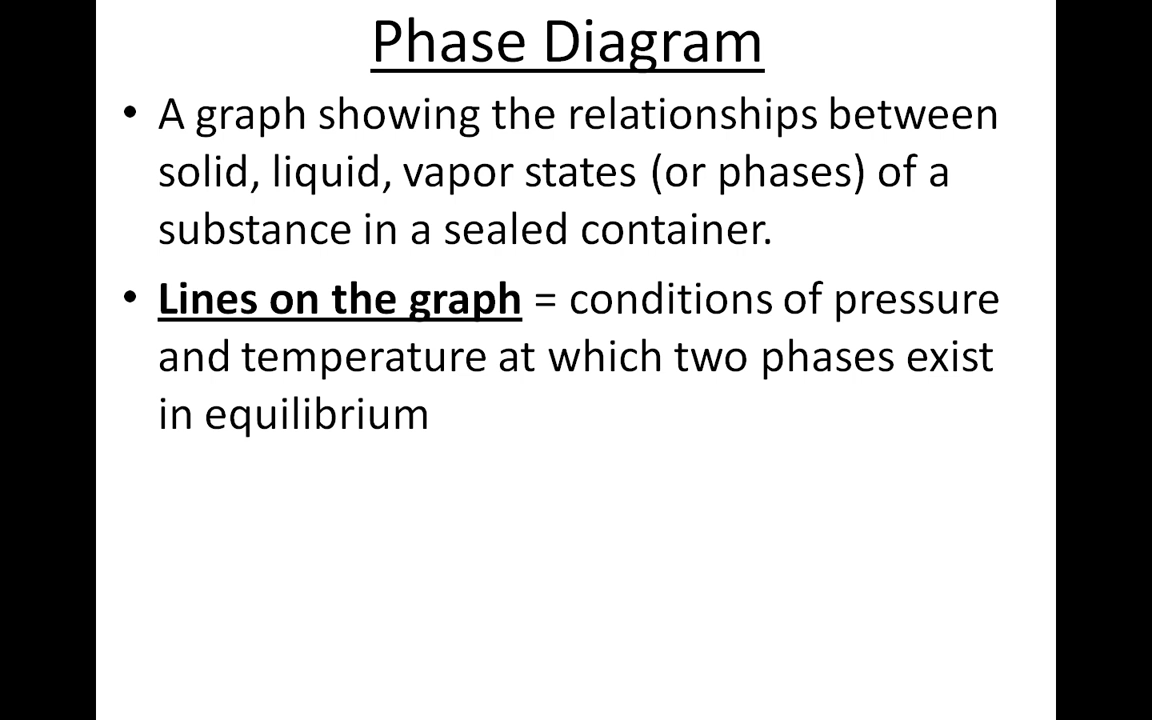 Phase Diagram
• A graph showing the relationships between
solid, liquid, vapor states (or phases) of a
substance in a sealed container.
• Lines on the graph = conditions of pressure
and temperature at which two phases exist
in equilibrium